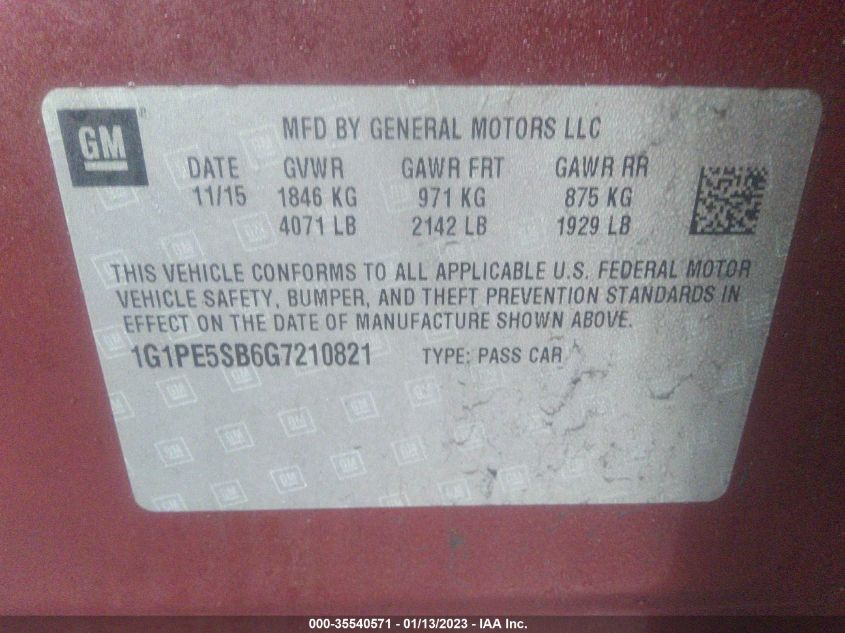 GM
MFD BY GENERAL MOTORS LLC
DATE GVWR GAWR FRT GAWR RR
11/15 1846 KG 971 KG 875 KG
4071 LB 2142 LB 1929 LB
THIS VEHICLE CONFORMS TO ALL APPLICABLE U.S. FEDERAL MOTOR
VEHICLE SAFETY, BUMPER, AND THEFT PREVENTION STANDARDS IN
EFFECT ON THE DATE OF MANUFACTURE SHOWN ABOVE.
1G1PE5SB6G7210821 TYPE: PASS CAR
000-35540571 - 01/13/2023 - IAA Inc.